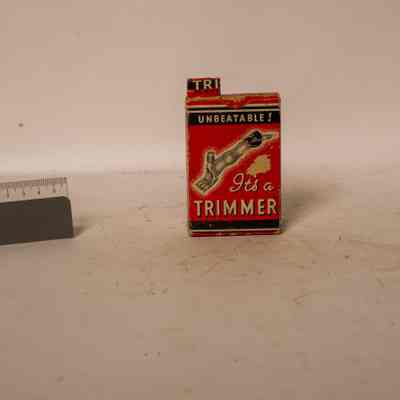 TRI
UNBEATABLE!
It's a
TRIMMER